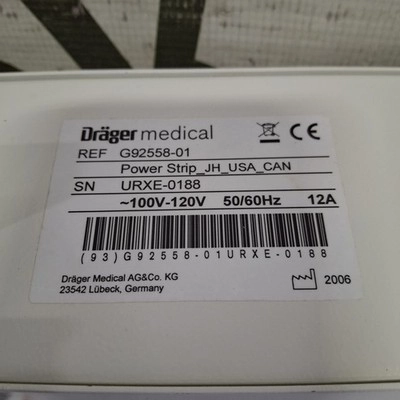 Dräger medical
CE
REF G92558-01
Power Strip_JH_USA_CAN
SN URXE-0188
~100V-120V 50/60Hz 12A
(93)G92558-01URXE-0188
Dräger Medical AG&Co. KG
23542 Lübeck, Germany
2006